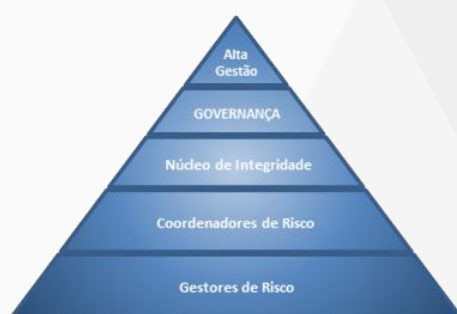 Alta
Gestão
GOVERNANÇA
Núcleo de Integridade
Coordenadores de Risco
Gestores de Risco